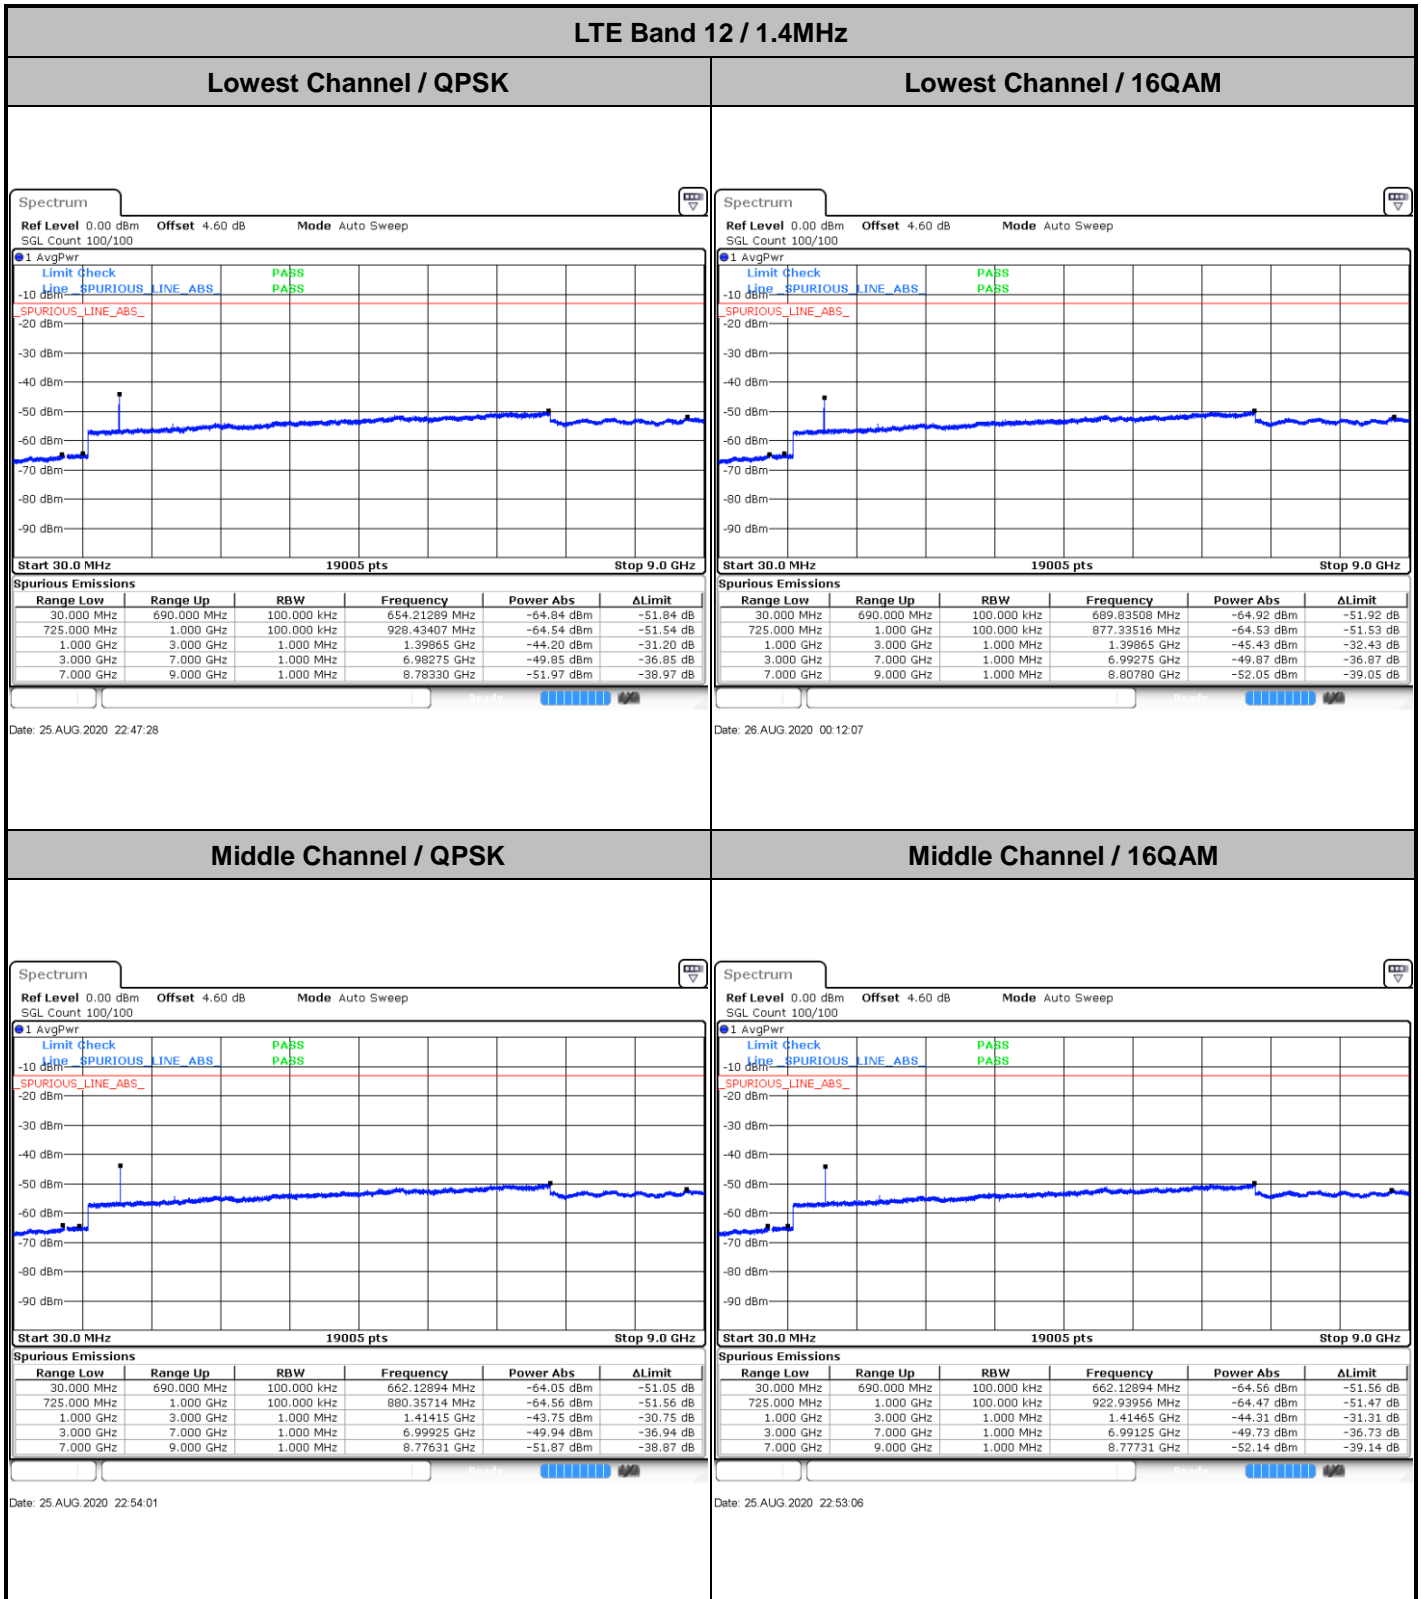 LTE Band 12 / 1.4MHz
Lowest Channel / QPSK
Lowest Channel / 16QAM
Spectrum
Ref Level 0.00 dBm Offset 4.60 dB Mode Auto Sweep
SGL Count 100/100
1 AvgPwr
Limit Check PASS
Line _SPURIOUS_LINE_ABS_ PASS
-10 dBm
_SPURIOUS_LINE_ABS_
-20 dBm
-30 dBm
-40 dBm
-50 dBm
-60 dBm
-70 dBm
-80 dBm
-90 dBm
Start 30.0 MHz 19005 pts Stop 9.0 GHz
Spurious Emissions
Range Low Range Up RBW Frequency Power Abs ΔLimit
30.000 MHz 690.000 MHz 100.000 kHz 654.21289 MHz -64.84 dBm -51.84 dB
725.000 MHz 1.000 GHz 100.000 kHz 928.43407 MHz -64.54 dBm -51.54 dB
1.000 GHz 3.000 GHz 1.000 MHz 1.39865 GHz -44.20 dBm -31.20 dB
3.000 GHz 7.000 GHz 1.000 MHz 6.98275 GHz -49.85 dBm -36.85 dB
7.000 GHz 9.000 GHz 1.000 MHz 8.78330 GHz -51.97 dBm -38.97 dB
Date: 25.AUG.2020 22:47:28
Spectrum
Ref Level 0.00 dBm Offset 4.60 dB Mode Auto Sweep
SGL Count 100/100
1 AvgPwr
Limit Check PASS
Line _SPURIOUS_LINE_ABS_ PASS
-10 dBm
_SPURIOUS_LINE_ABS_
-20 dBm
-30 dBm
-40 dBm
-50 dBm
-60 dBm
-70 dBm
-80 dBm
-90 dBm
Start 30.0 MHz 19005 pts Stop 9.0 GHz
Spurious Emissions
Range Low Range Up RBW Frequency Power Abs ΔLimit
30.000 MHz 690.000 MHz 100.000 kHz 689.83508 MHz -64.92 dBm -51.92 dB
725.000 MHz 1.000 GHz 100.000 kHz 877.33516 MHz -64.53 dBm -51.53 dB
1.000 GHz 3.000 GHz 1.000 MHz 1.39865 GHz -45.43 dBm -32.43 dB
3.000 GHz 7.000 GHz 1.000 MHz 6.99275 GHz -49.87 dBm -36.87 dB
7.000 GHz 9.000 GHz 1.000 MHz 8.80780 GHz -52.05 dBm -39.05 dB
Date: 26.AUG.2020 00:12:07
Middle Channel / QPSK
Middle Channel / 16QAM
Spectrum
Ref Level 0.00 dBm Offset 4.60 dB Mode Auto Sweep
SGL Count 100/100
1 AvgPwr
Limit Check PASS
Line _SPURIOUS_LINE_ABS_ PASS
-10 dBm
_SPURIOUS_LINE_ABS_
-20 dBm
-30 dBm
-40 dBm
-50 dBm
-60 dBm
-70 dBm
-80 dBm
-90 dBm
Start 30.0 MHz 19005 pts Stop 9.0 GHz
Spurious Emissions
Range Low Range Up RBW Frequency Power Abs ΔLimit
30.000 MHz 690.000 MHz 100.000 kHz 662.12894 MHz -64.05 dBm -51.05 dB
725.000 MHz 1.000 GHz 100.000 kHz 880.35714 MHz -64.56 dBm -51.56 dB
1.000 GHz 3.000 GHz 1.000 MHz 1.41415 GHz -43.75 dBm -30.75 dB
3.000 GHz 7.000 GHz 1.000 MHz 6.99925 GHz -49.94 dBm -36.94 dB
7.000 GHz 9.000 GHz 1.000 MHz 8.77631 GHz -51.87 dBm -38.87 dB
Date: 25.AUG.2020 22:54:01
Spectrum
Ref Level 0.00 dBm Offset 4.60 dB Mode Auto Sweep
SGL Count 100/100
1 AvgPwr
Limit Check PASS
Line _SPURIOUS_LINE_ABS_ PASS
-10 dBm
_SPURIOUS_LINE_ABS_
-20 dBm
-30 dBm
-40 dBm
-50 dBm
-60 dBm
-70 dBm
-80 dBm
-90 dBm
Start 30.0 MHz 19005 pts Stop 9.0 GHz
Spurious Emissions
Range Low Range Up RBW Frequency Power Abs ΔLimit
30.000 MHz 690.000 MHz 100.000 kHz 662.12894 MHz -64.56 dBm -51.56 dB
725.000 MHz 1.000 GHz 100.000 kHz 922.93956 MHz -64.47 dBm -51.47 dB
1.000 GHz 3.000 GHz 1.000 MHz 1.41465 GHz -44.31 dBm -31.31 dB
3.000 GHz 7.000 GHz 1.000 MHz 6.99125 GHz -49.73 dBm -36.73 dB
7.000 GHz 9.000 GHz 1.000 MHz 8.77731 GHz -52.14 dBm -39.14 dB
Date: 25.AUG.2020 22:53:06